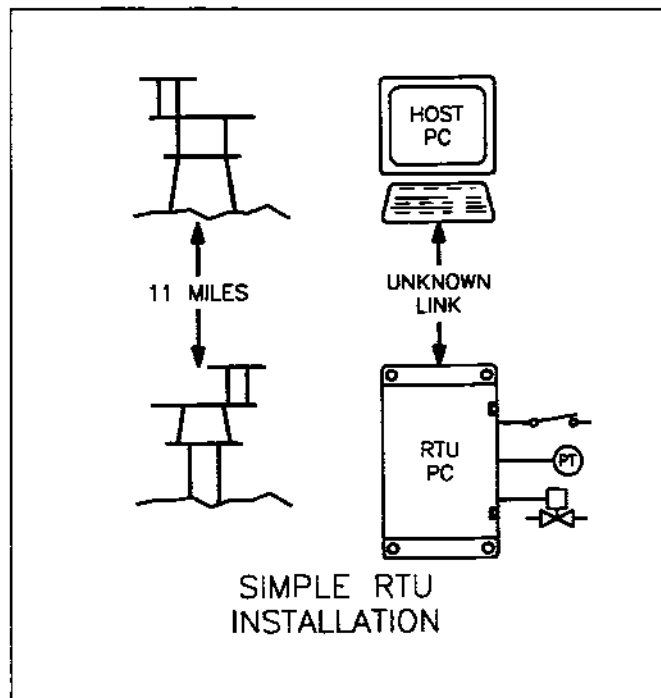 HOST
PC
11 MILES
UNKNOWN
LINK
RTU
PC
PT
SIMPLE RTU
INSTALLATION